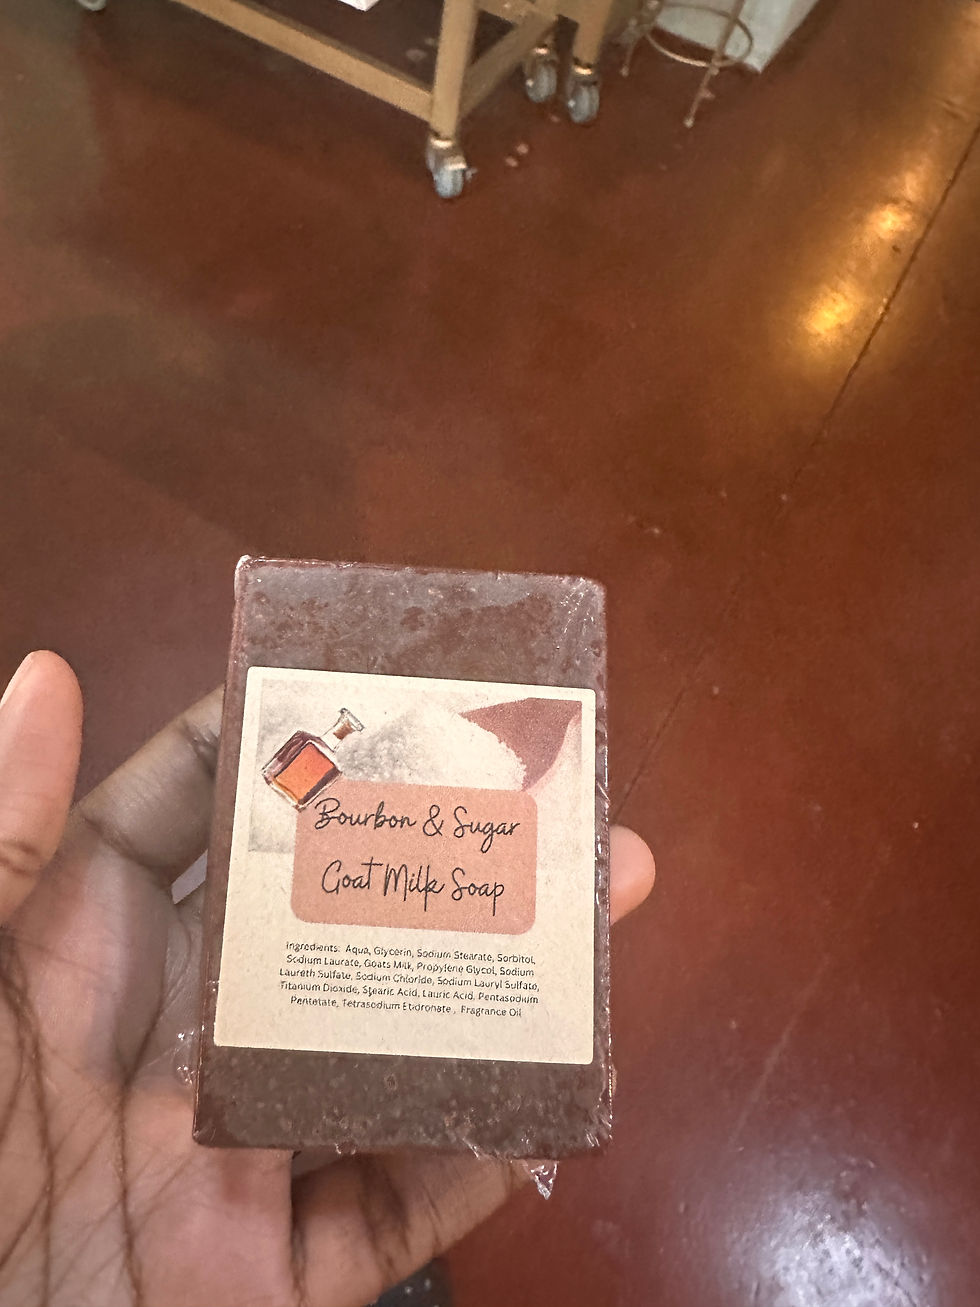 Bourbon & Sugar
Goat Milk Soap
Ingredients: Aqua, Glycerin, Sodium Stearate, Sorbitol,
Sodium Laurate, Goats Milk, Propylene Glycol, Sodium
Laureth Sulfate, Sodium Chloride, Sodium Lauryl Sulfate,
Titanium Dioxide, Stearic Acid, Lauric Acid, Pentasodium
Pentetate, Tetrasodium Etidronate , Fragrance Oil